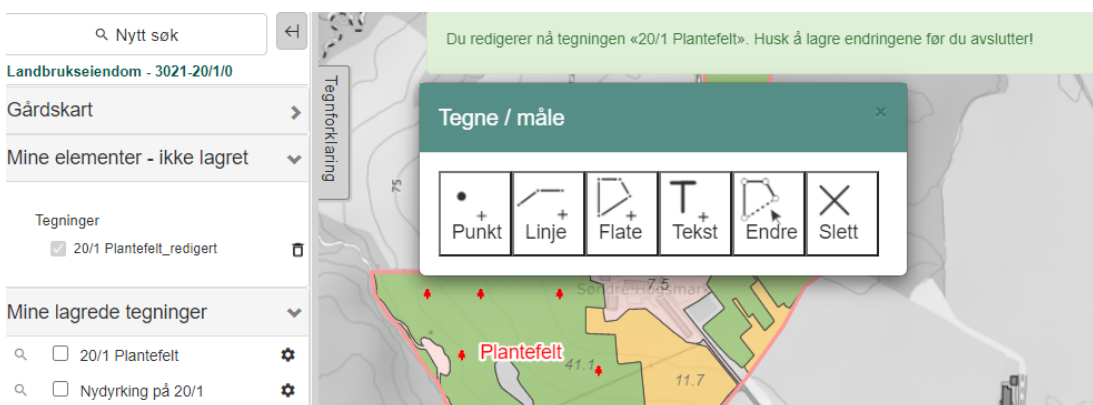 Nytt søk
Landbrukseiendom - 3021-20/1/0
Gårdskart
Mine elementer - ikke lagret
Tegninger
20/1 Plantefelt_redigert
Mine lagrede tegninger
20/1 Plantefelt
Nydyrking på 20/1
Tegnforklaring
Du redigerer nå tegningen «20/1 Plantefelt». Husk å lagre endringene før du avslutter!
Tegne / måle
Punkt Linje Flate Tekst Endre Slett
75
7.5
Plantefelt
41.1
11.7